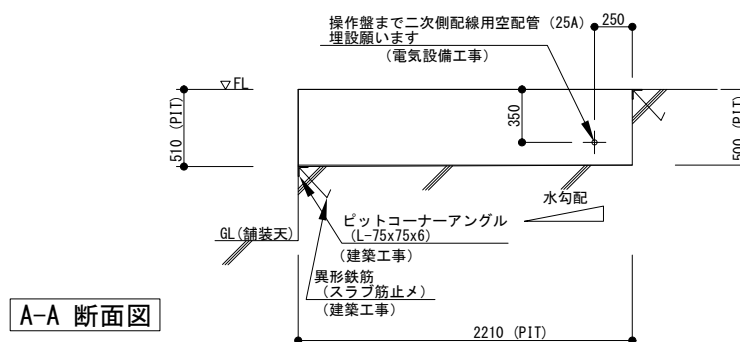 操作盤まで二次側配線用空配管 (25A)
埋設願います
(電気設備工事)
250
▽FL
510 (PIT)
350
500 (PIT)
水勾配
GL(舗装天)
ピットコーナーアングル
(L-75x75x6)
(建築工事)
異形鉄筋
(スラブ筋止メ)
(建築工事)
A-A 断面図
2210 (PIT)